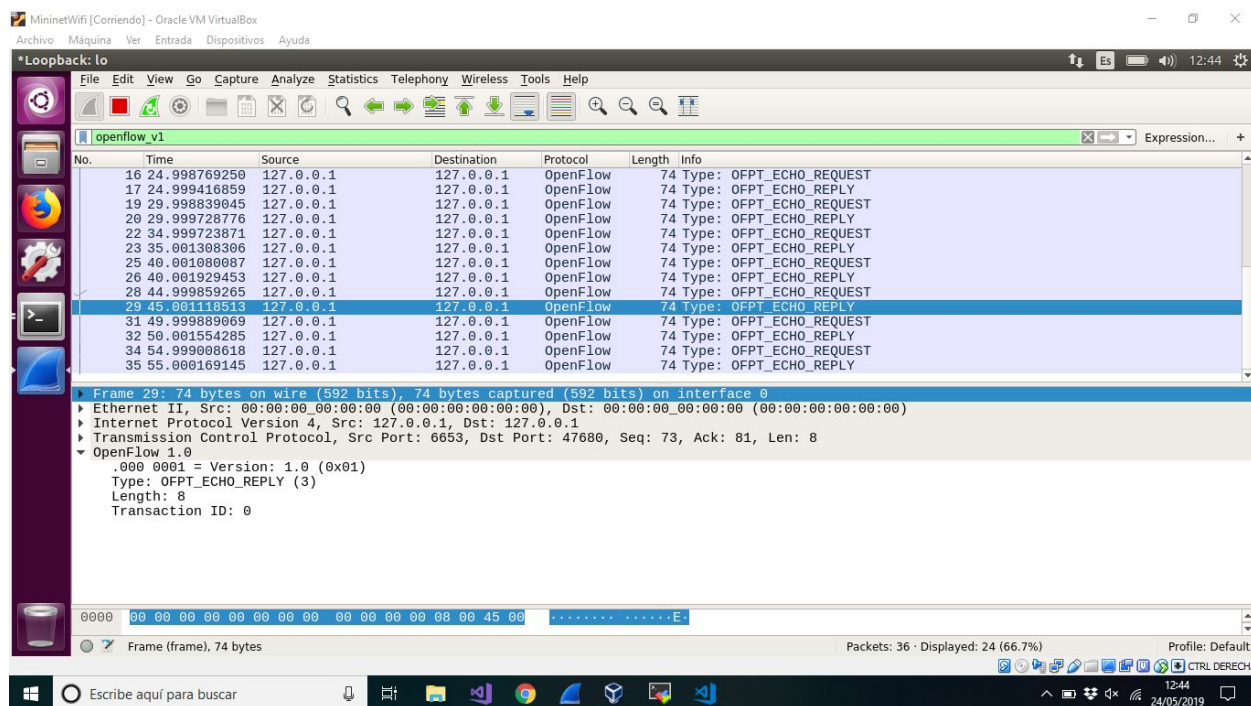 MininetWifi [Corriendo] - Oracle VM VirtualBox
Archivo Máquina Ver Entrada Dispositivos Ayuda
*Loopback: lo
Es 12:44
File Edit View Go Capture Analyze Statistics Telephony Wireless Tools Help
openflow_v1 Expression... +
No. Time Source Destination Protocol Length Info
16 24.998769250 127.0.0.1 127.0.0.1 OpenFlow 74 Type: OFPT_ECHO_REQUEST
17 24.999416859 127.0.0.1 127.0.0.1 OpenFlow 74 Type: OFPT_ECHO_REPLY
19 29.998839045 127.0.0.1 127.0.0.1 OpenFlow 74 Type: OFPT_ECHO_REQUEST
20 29.999728776 127.0.0.1 127.0.0.1 OpenFlow 74 Type: OFPT_ECHO_REPLY
22 34.999723871 127.0.0.1 127.0.0.1 OpenFlow 74 Type: OFPT_ECHO_REQUEST
23 35.001308306 127.0.0.1 127.0.0.1 OpenFlow 74 Type: OFPT_ECHO_REPLY
25 40.001080087 127.0.0.1 127.0.0.1 OpenFlow 74 Type: OFPT_ECHO_REQUEST
26 40.001929453 127.0.0.1 127.0.0.1 OpenFlow 74 Type: OFPT_ECHO_REPLY
28 44.999859265 127.0.0.1 127.0.0.1 OpenFlow 74 Type: OFPT_ECHO_REQUEST
29 45.001118513 127.0.0.1 127.0.0.1 OpenFlow 74 Type: OFPT_ECHO_REPLY
31 49.999889069 127.0.0.1 127.0.0.1 OpenFlow 74 Type: OFPT_ECHO_REQUEST
32 50.001554285 127.0.0.1 127.0.0.1 OpenFlow 74 Type: OFPT_ECHO_REPLY
34 54.999008618 127.0.0.1 127.0.0.1 OpenFlow 74 Type: OFPT_ECHO_REQUEST
35 55.000169145 127.0.0.1 127.0.0.1 OpenFlow 74 Type: OFPT_ECHO_REPLY
Frame 29: 74 bytes on wire (592 bits), 74 bytes captured (592 bits) on interface 0
Ethernet II, Src: 00:00:00_00:00:00 (00:00:00:00:00:00), Dst: 00:00:00_00:00:00 (00:00:00:00:00:00)
Internet Protocol Version 4, Src: 127.0.0.1, Dst: 127.0.0.1
Transmission Control Protocol, Src Port: 6653, Dst Port: 47680, Seq: 73, Ack: 81, Len: 8
OpenFlow 1.0
.000 0001 = Version: 1.0 (0x01)
Type: OFPT_ECHO_REPLY (3)
Length: 8
Transaction ID: 0
0000 00 00 00 00 00 00 00 00 00 00 00 00 08 00 45 00 ········ ······E·
Frame (frame), 74 bytes Packets: 36 · Displayed: 24 (66.7%) Profile: Default
CTRL DERECH
Escribe aquí para buscar 12:44
24/05/2019